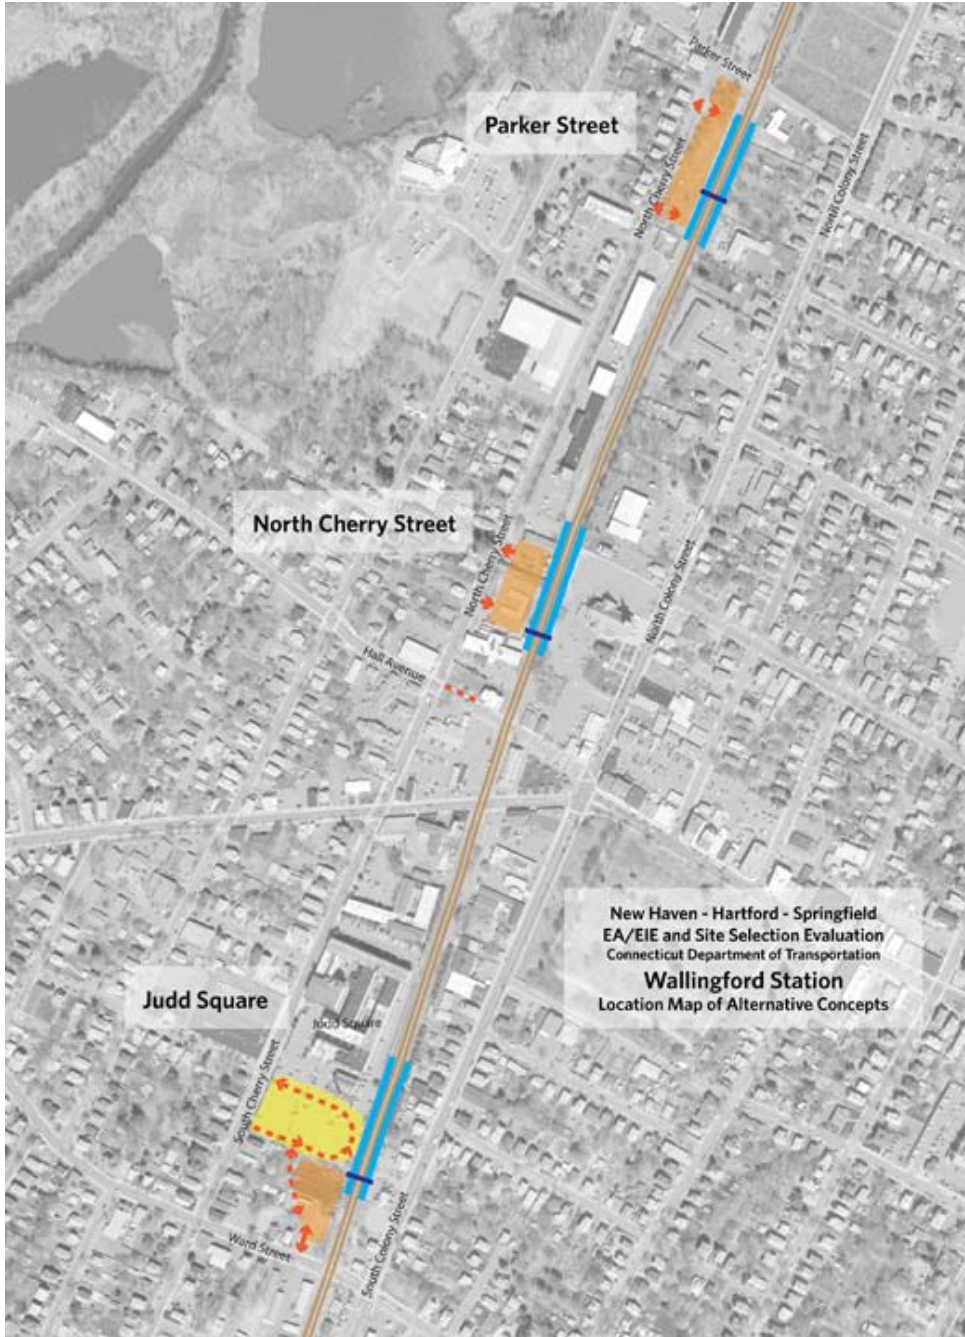 Parker Street
Parker Street
North Cherry Street
North Colony Street
North Cherry Street
North Cherry Street
North Colony Street
Hall Avenue
New Haven - Hartford - Springfield
EA/EIE and Site Selection Evaluation
Connecticut Department of Transportation
Wallingford Station
Location Map of Alternative Concepts
Judd Square
Judd Square
South Cherry Street
Ward Street
South Colony Street